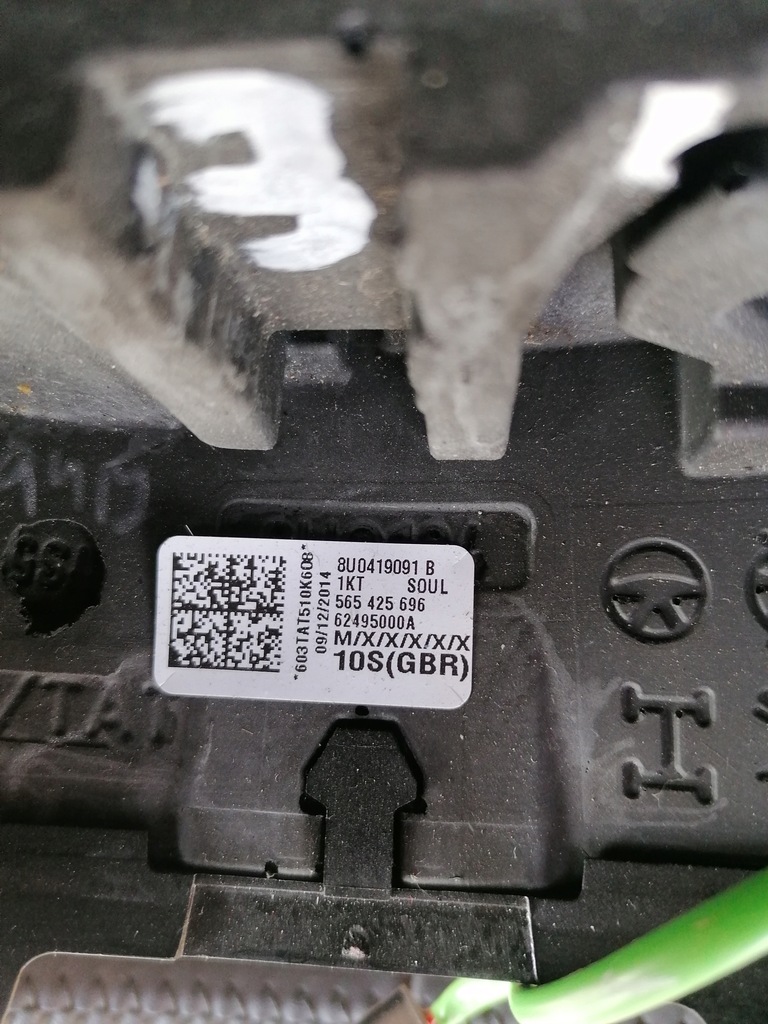 8U0419091 B
1KT SOUL
565 425 696
62495000A
M/X/X/X/X/X
10S(GBR)
*603TAT510K608*
09/12/2014